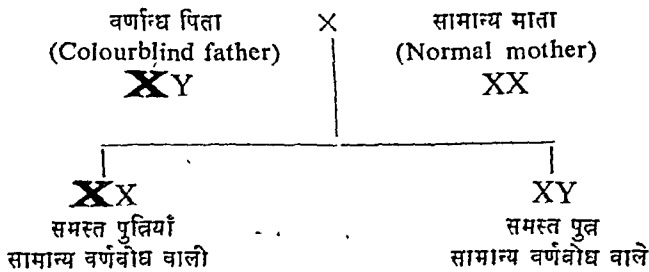 वर्णान्ध पिता × सामान्य माता
(Colourblind father) (Normal mother)
XY XX
XX XY
समस्त पुत्रियाँ समस्त पुत्र
सामान्य वर्णबोध वाली सामान्य वर्णबोध वाले